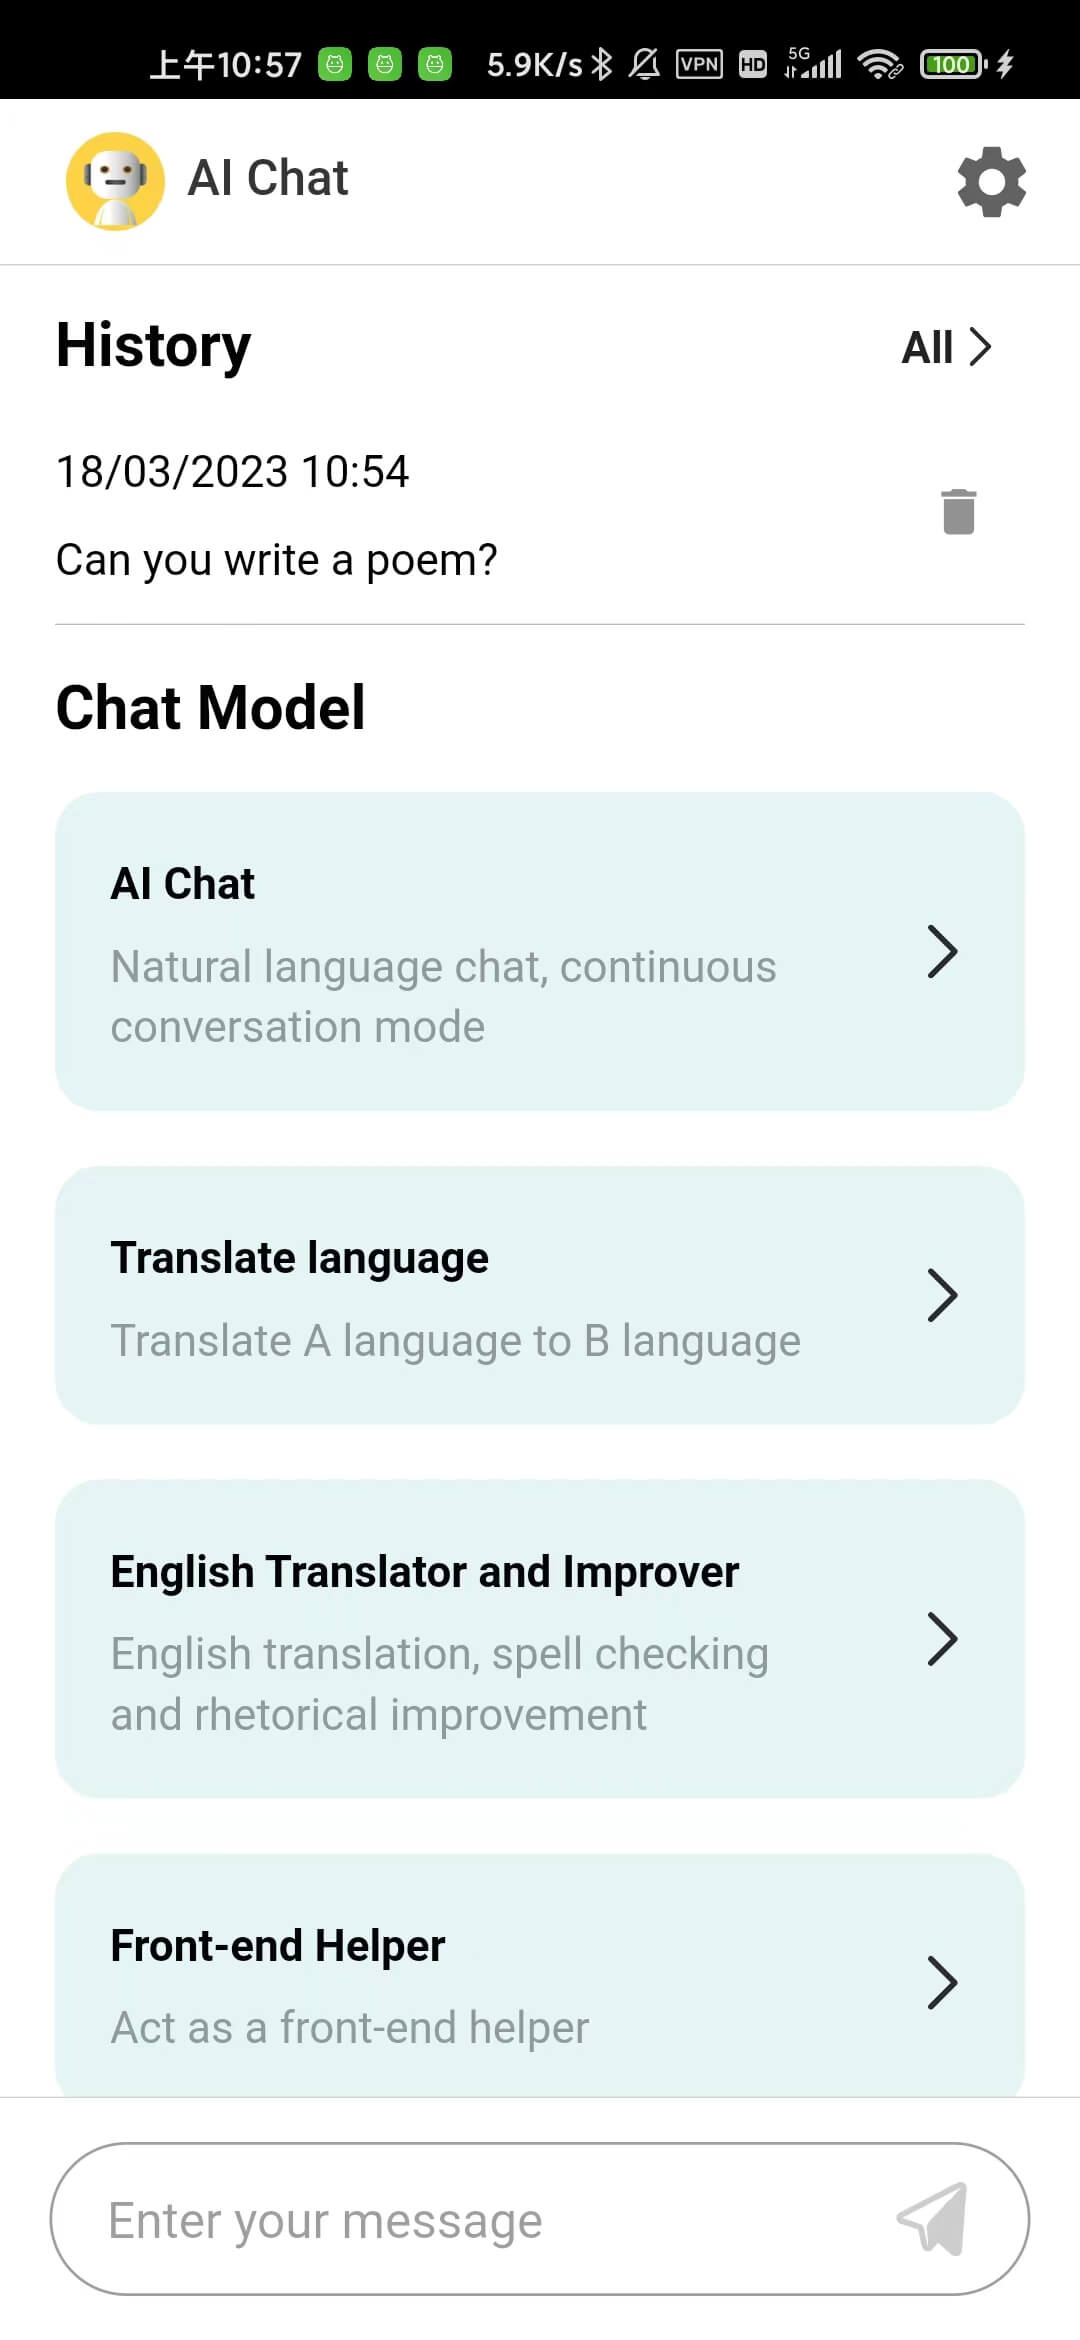 上午10:57 5.9K/s VPN HD 5G 100
AI Chat
History
All
18/03/2023 10:54
Can you write a poem?
Chat Model
AI Chat
Natural language chat, continuous
conversation mode
Translate language
Translate A language to B language
English Translator and Improver
English translation, spell checking
and rhetorical improvement
Front-end Helper
Act as a front-end helper
Enter your message